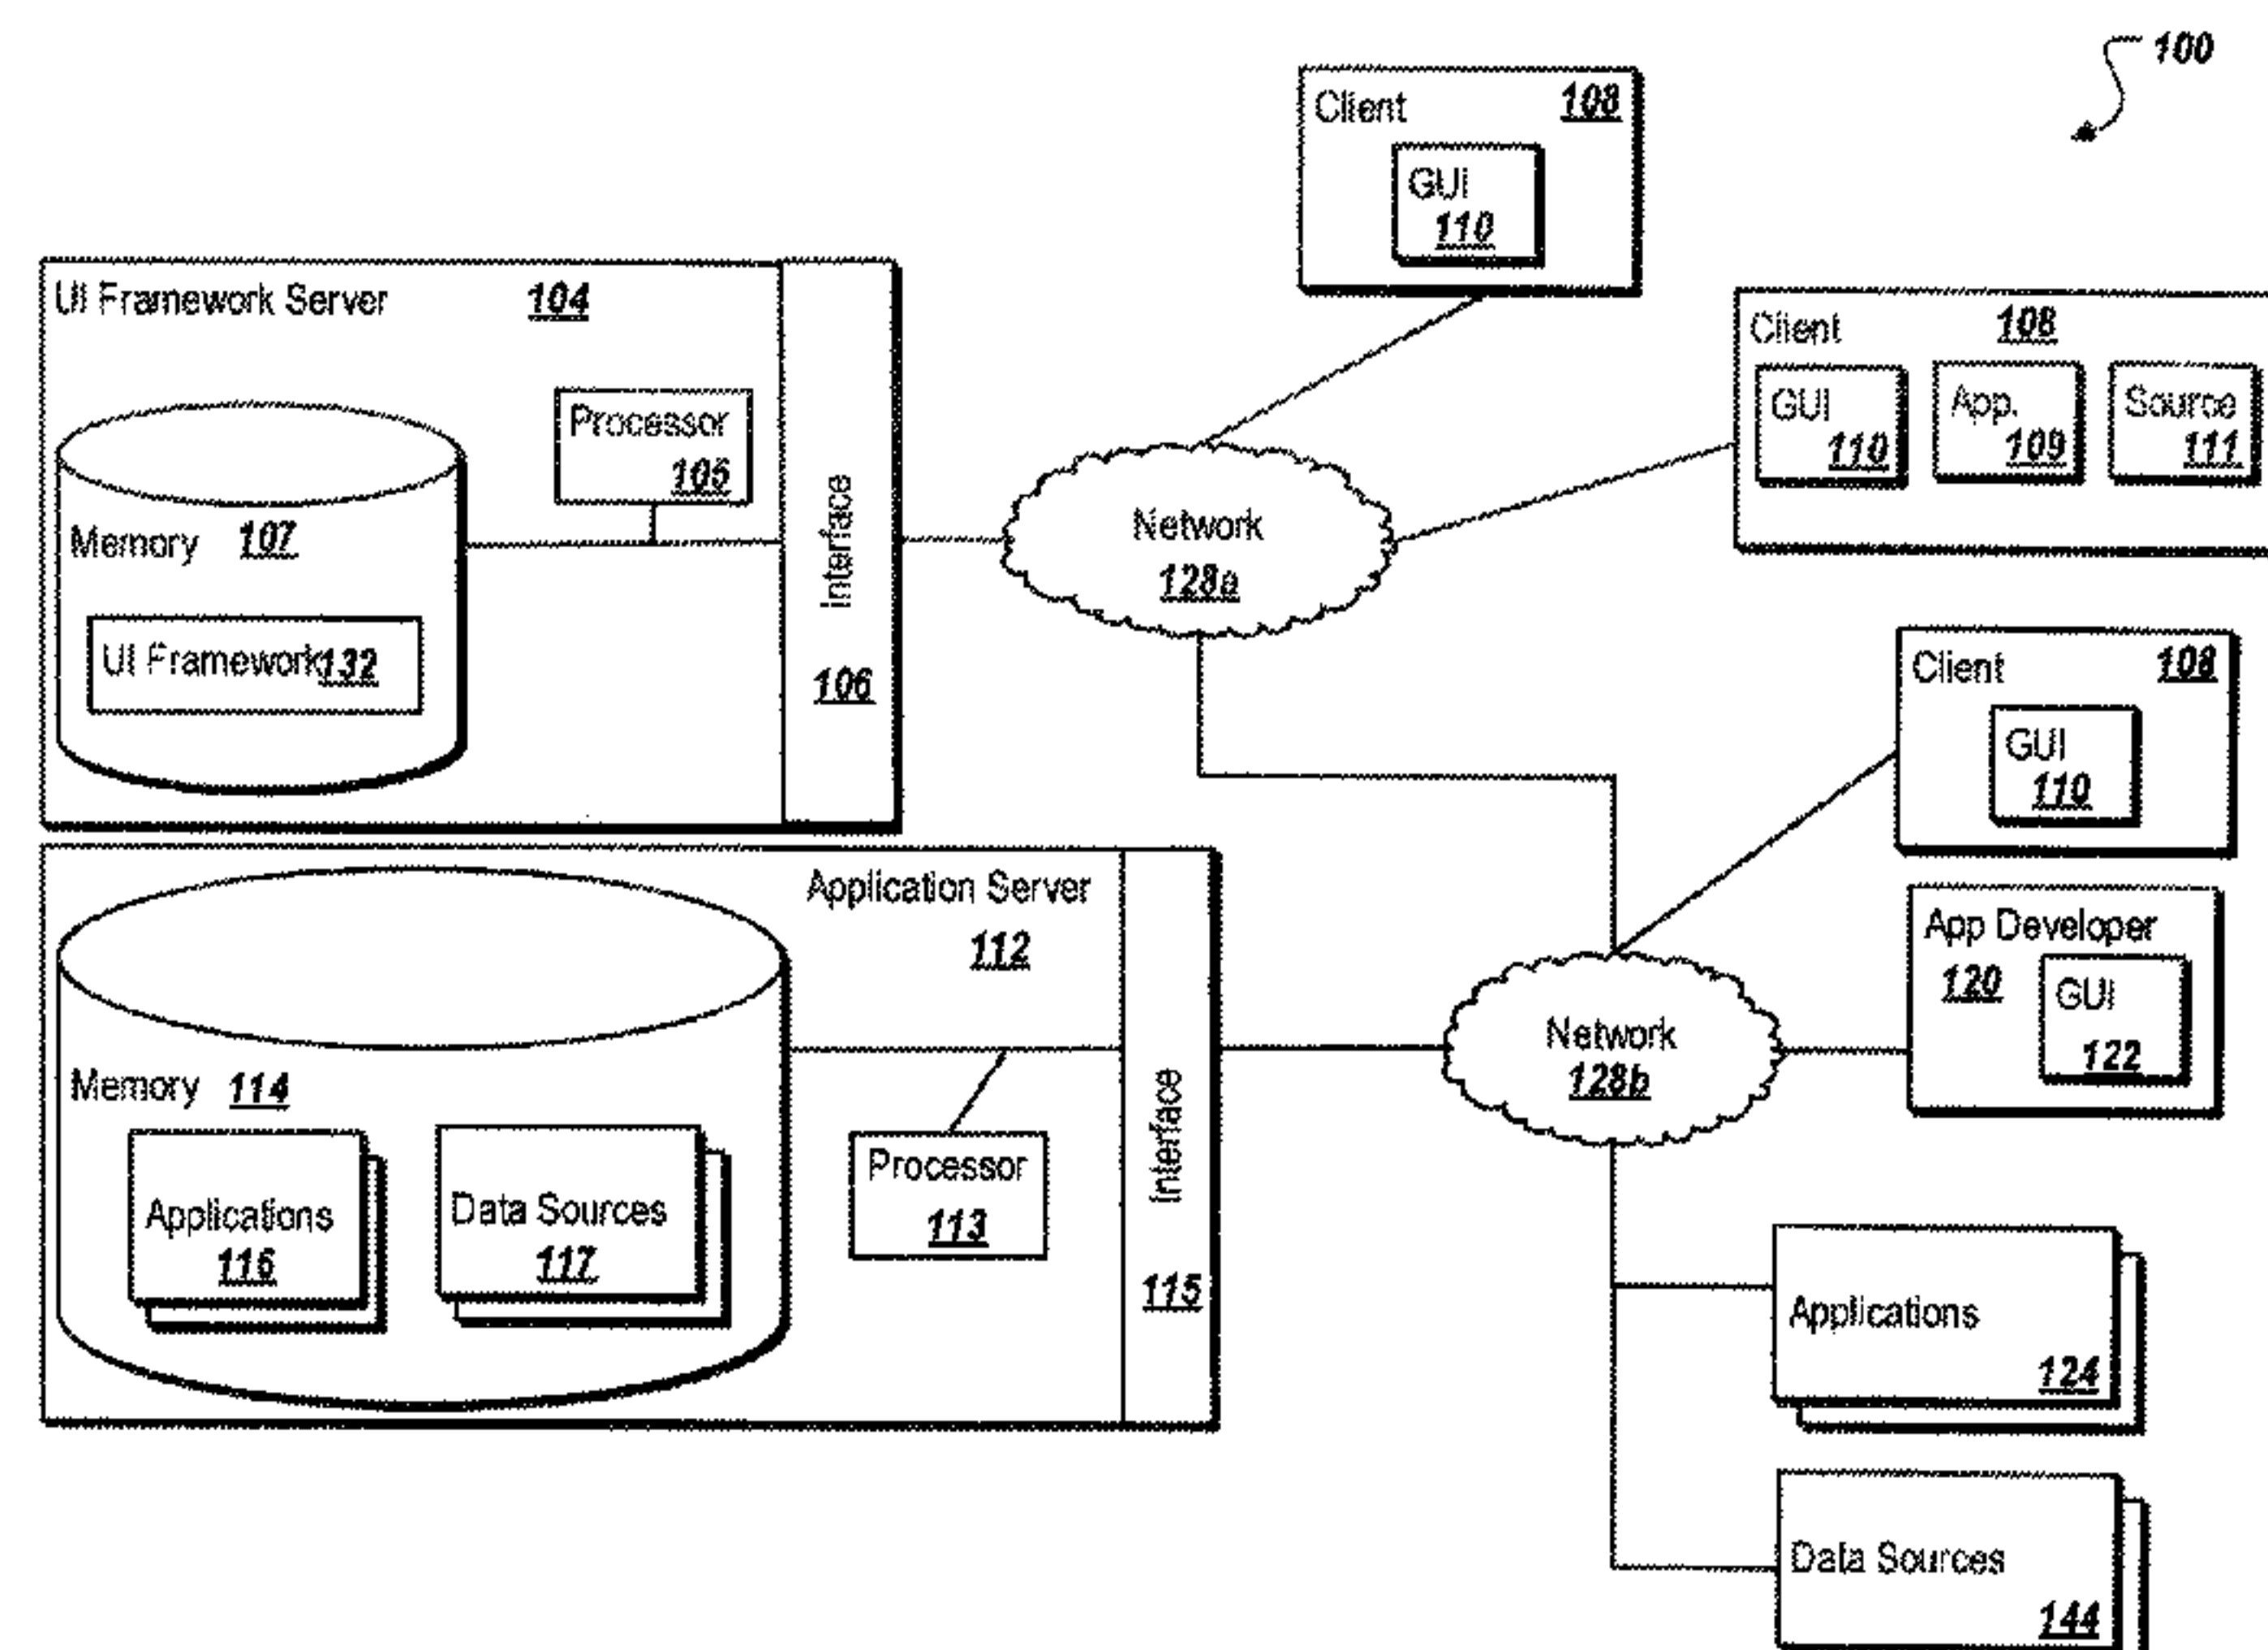 100
Client 108
GUI
110
Client 108
GUI
110
App.
109
Source
111
UI Framework Server 104
Processor
105
Memory 107
UI Framework 132
Interface
106
Network
128a
Client 108
GUI
110
Application Server
112
Memory 114
Applications
116
Data Sources
117
Processor
113
Interface
115
Network
128b
App Developer
120
GUI
122
Applications
124
Data Sources
144